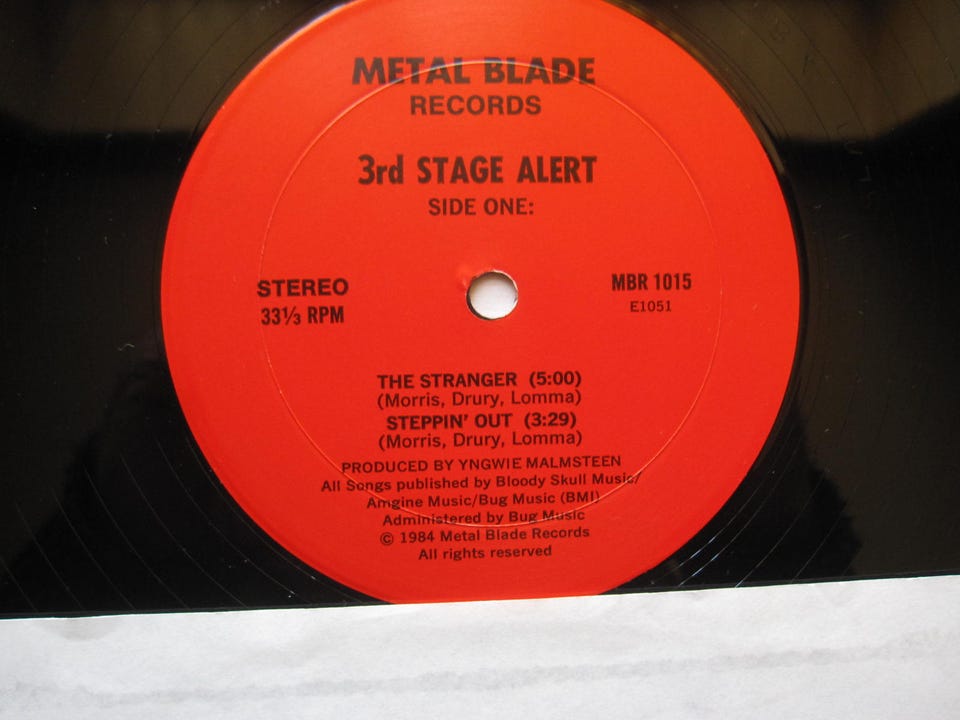 METAL BLADE
RECORDS
3rd STAGE ALERT
SIDE ONE:
STEREO
33⅓ RPM
MBR 1015
E1051
THE STRANGER (5:00)
(Morris, Drury, Lomma)
STEPPIN' OUT (3:29)
(Morris, Drury, Lomma)
PRODUCED BY YNGWIE MALMSTEEN
All Songs published by Bloody Skull Music/
Amgine Music/Bug Music (BMI)
Administered by Bug Music
© 1984 Metal Blade Records
All rights reserved